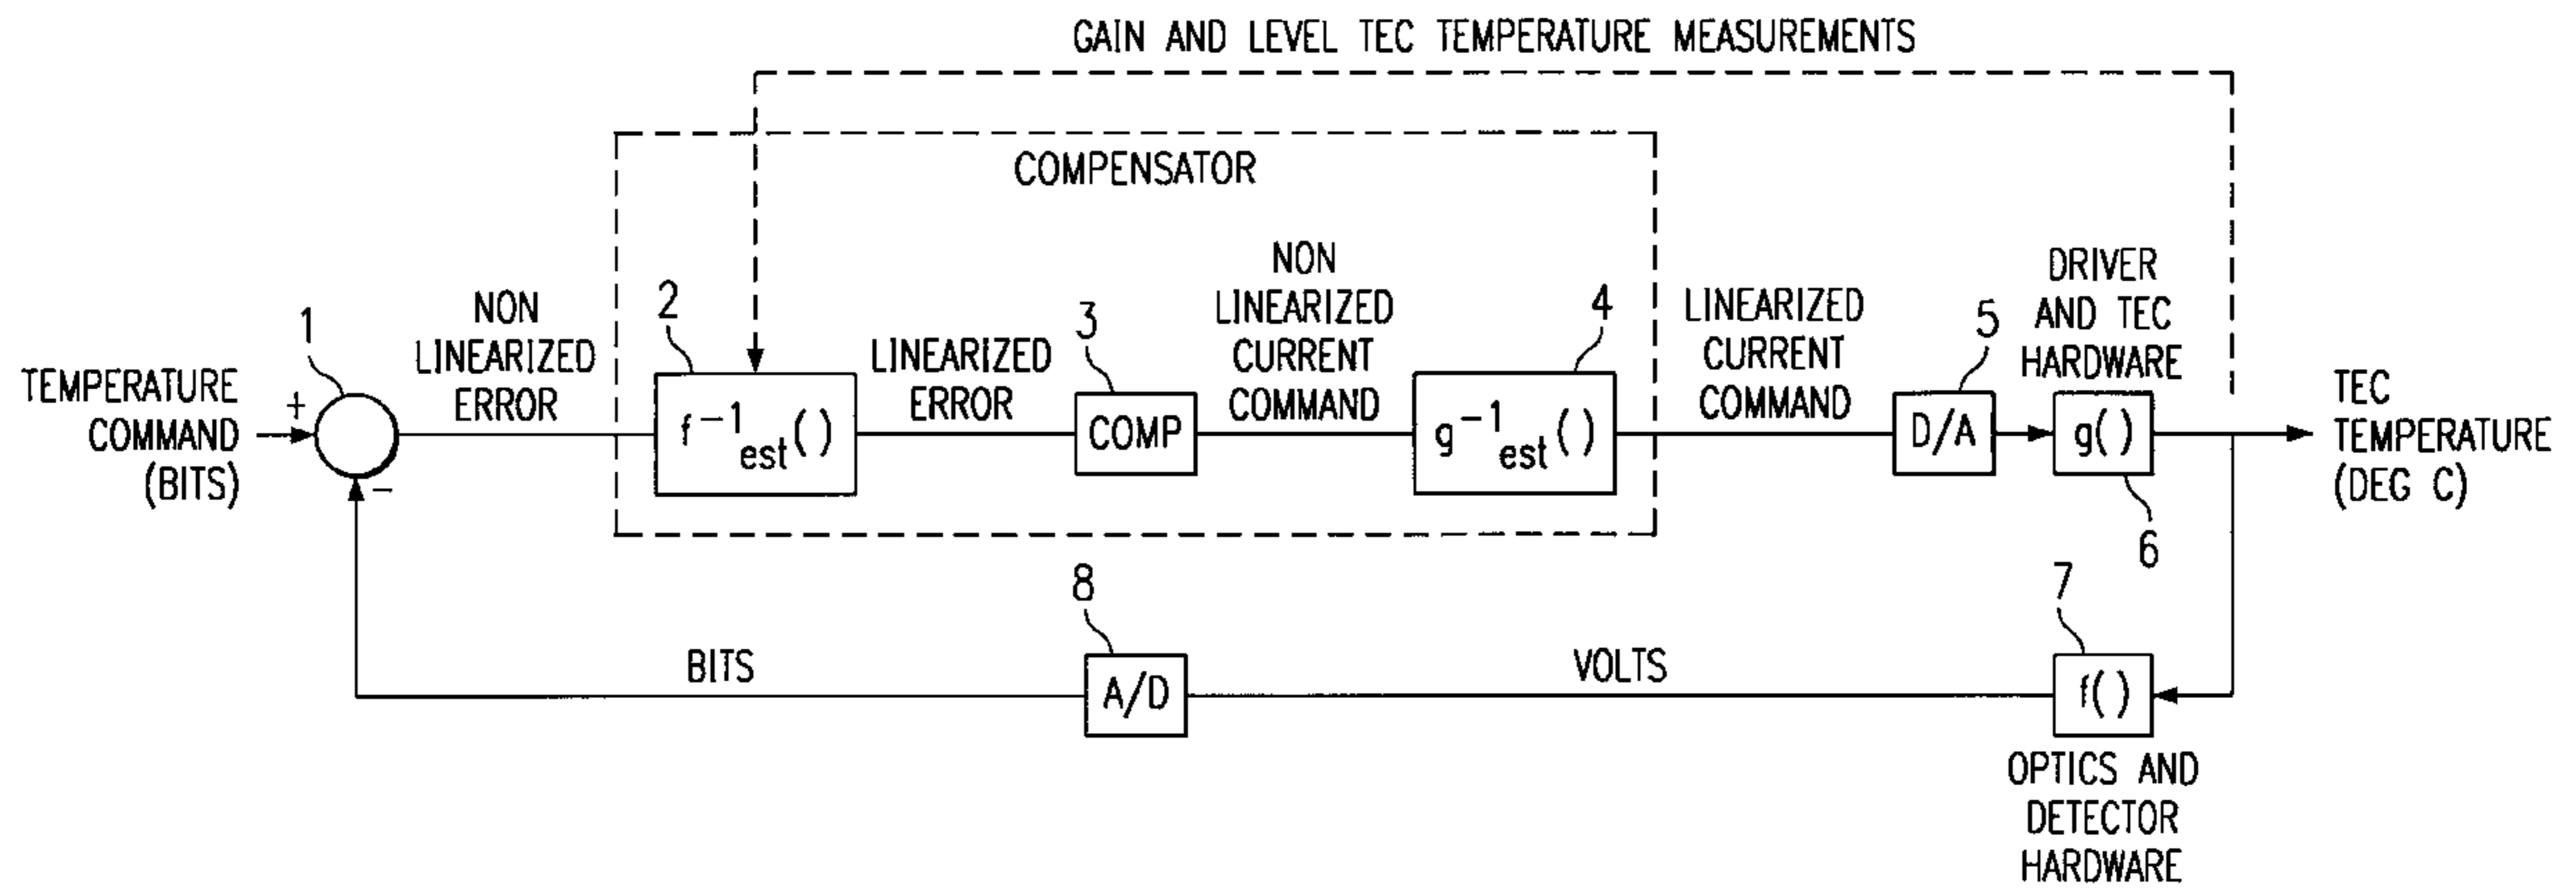 GAIN AND LEVEL TEC TEMPERATURE MEASUREMENTS
COMPENSATOR
TEMPERATURE
COMMAND
(BITS)
+
−
1
NON
LINEARIZED
ERROR
2
f⁻¹est()
LINEARIZED
ERROR
3
COMP
NON
LINEARIZED
CURRENT
COMMAND
4
g⁻¹est()
LINEARIZED
CURRENT
COMMAND
5
D/A
DRIVER
AND TEC
HARDWARE
g()
6
TEC
TEMPERATURE
(DEG C)
BITS
8
A/D
VOLTS
7
f()
OPTICS AND
DETECTOR
HARDWARE